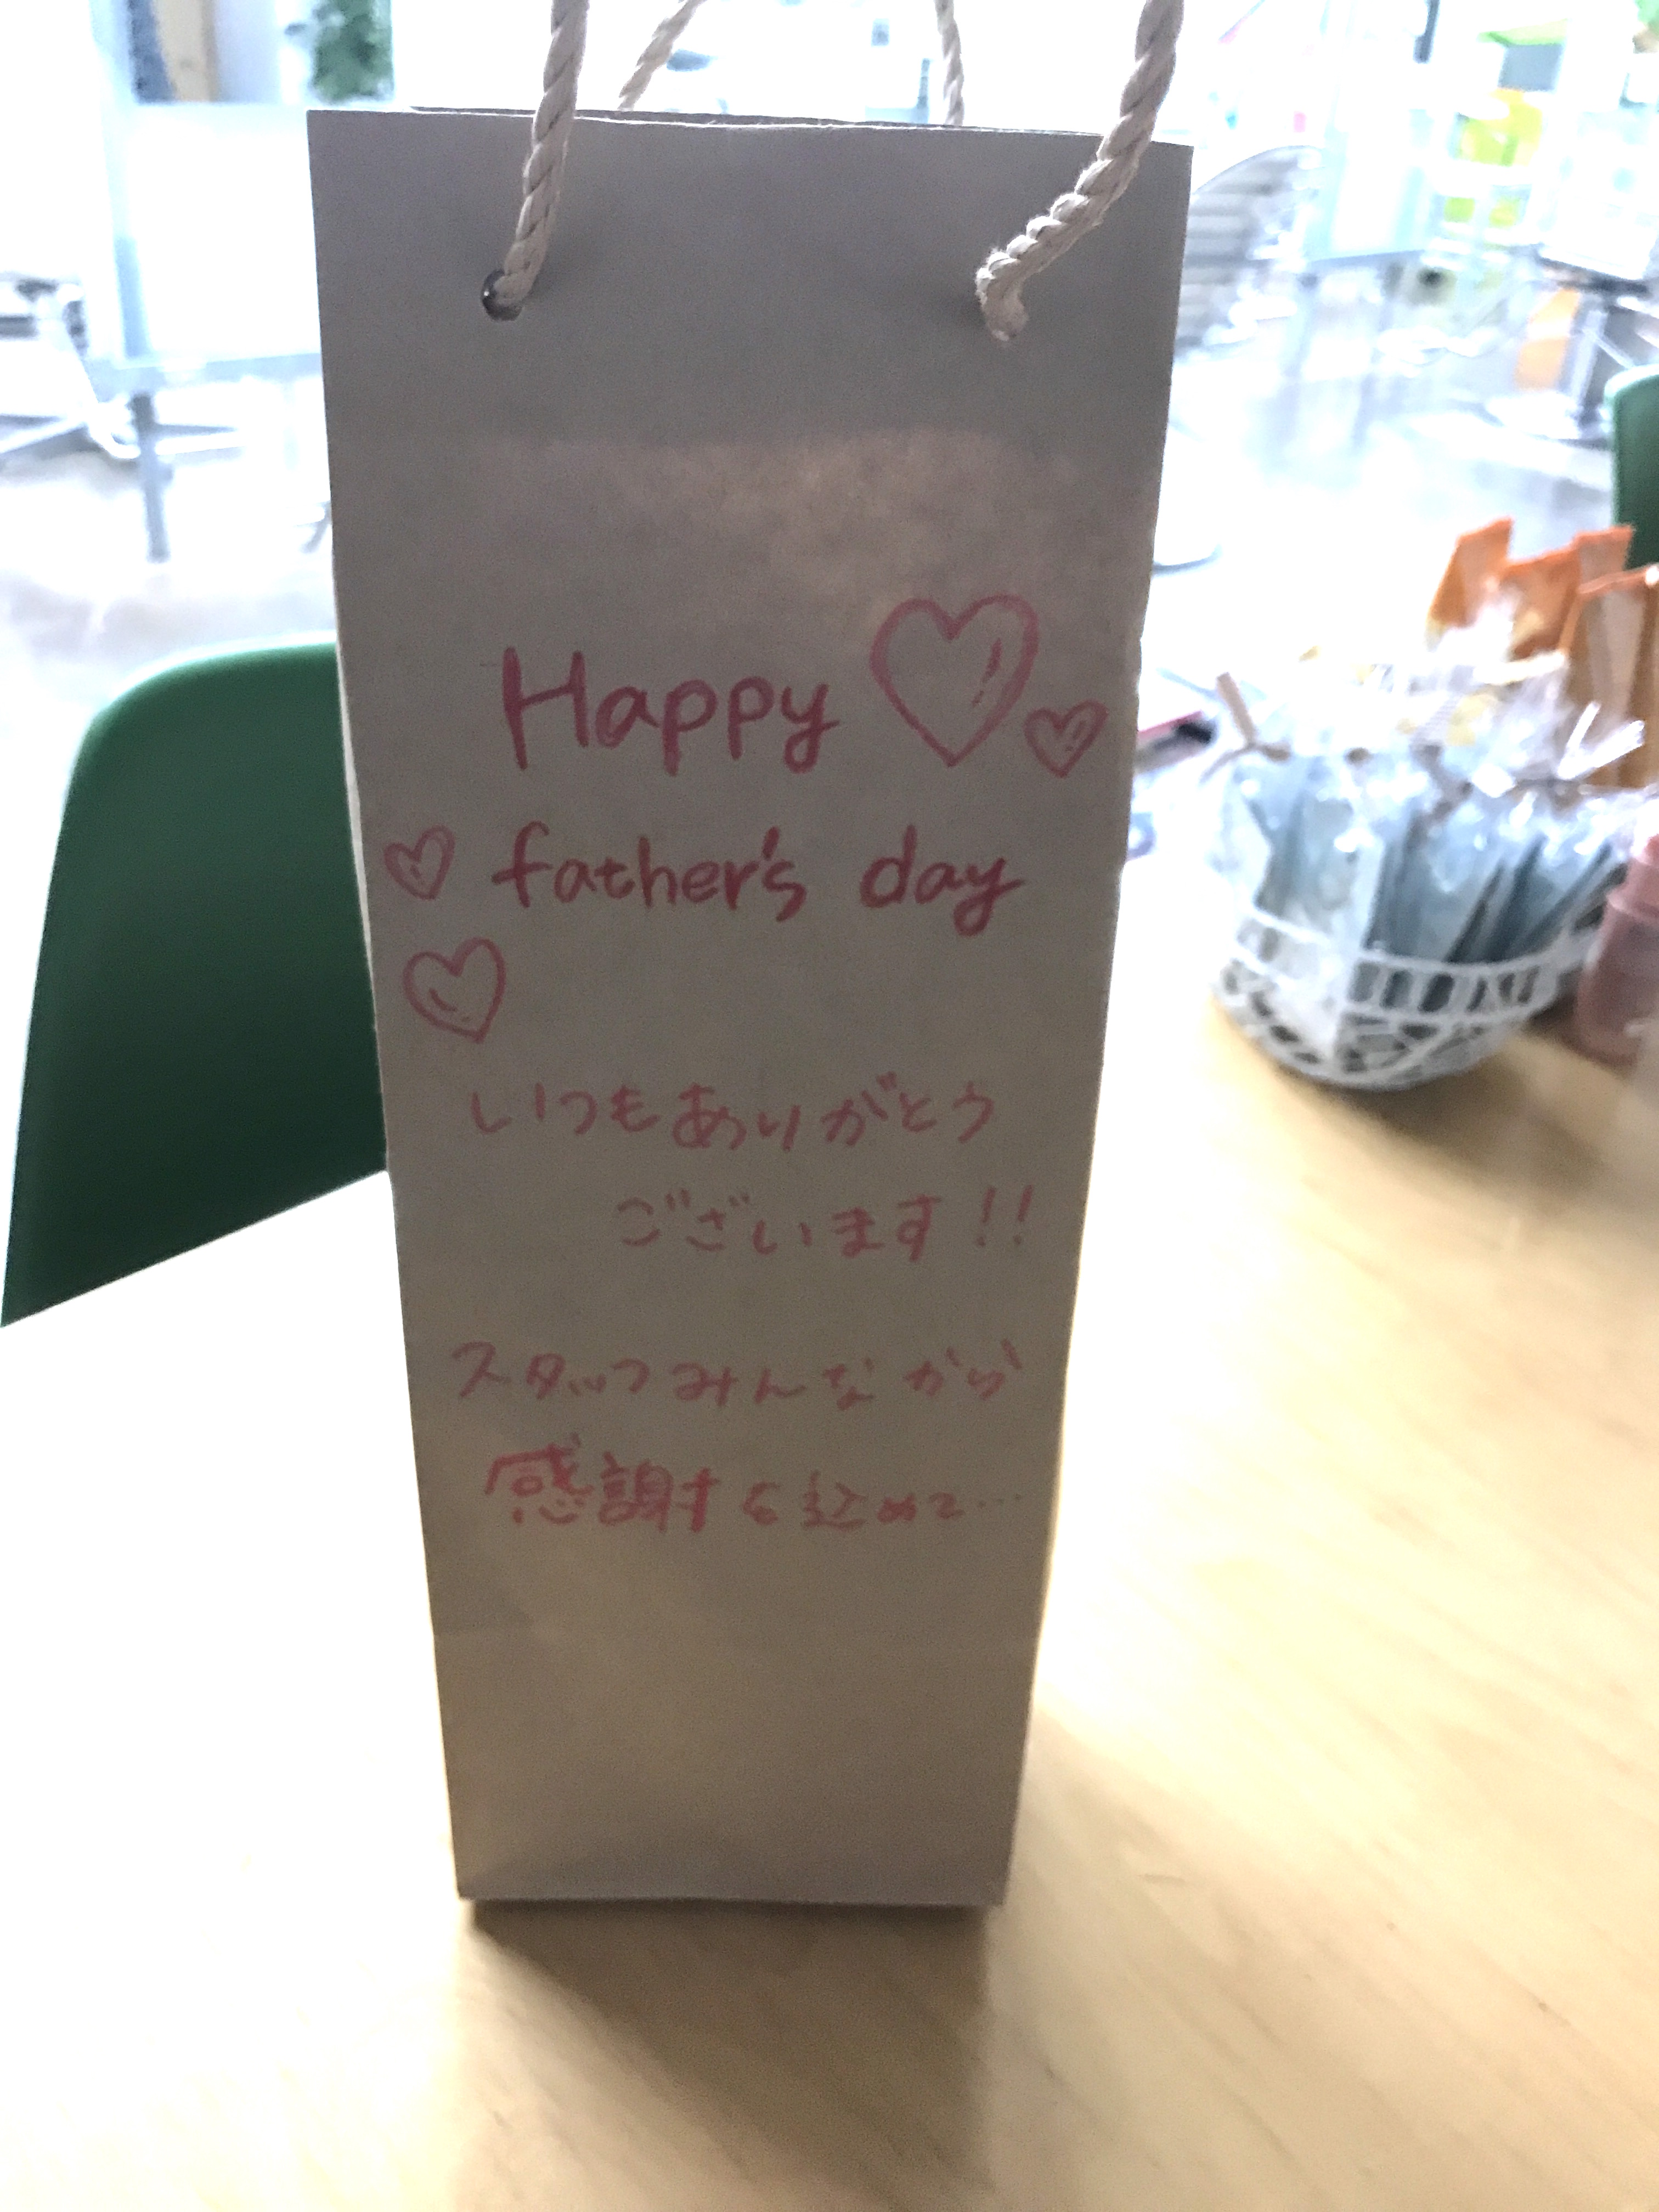 Happy
father's day
いつもありがとう
ございます!!
スタッフみんなから
感謝を込めて…